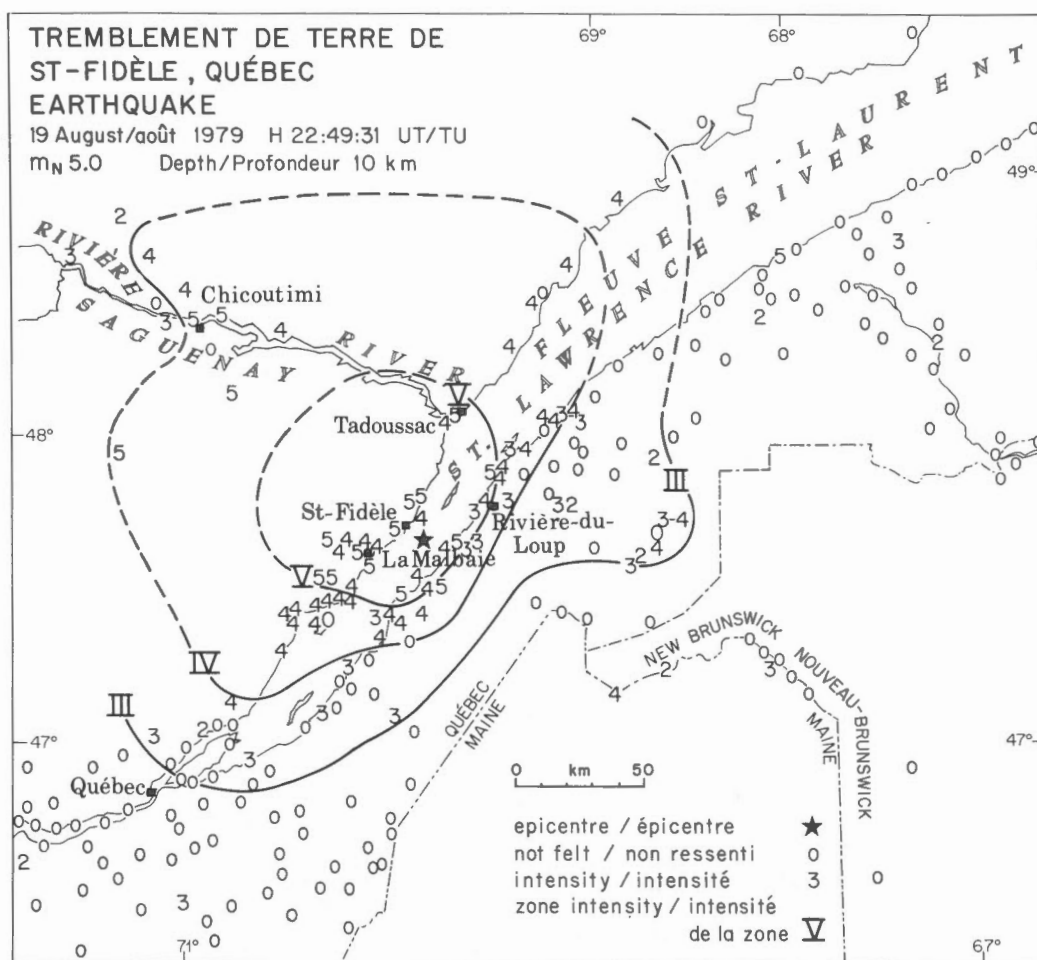 TREMBLEMENT DE TERRE DE
ST-FIDÈLE, QUÉBEC
EARTHQUAKE
19 August/août 1979 H 22:49:31 UT/TU
mN 5.0 Depth/Profondeur 10 km
69°
68°
49°
FLEUVE ST-LAURENT
ST. LAWRENCE RIVER
RIVIÈRE
SAGUENAY
RIVER
Chicoutimi
48°
Tadoussac
V
III
St-Fidèle
Rivière-du-
Loup
La Malbaie
V
IV
III
NEW BRUNSWICK
NOUVEAU-BRUNSWICK
MAINE
QUÉBEC
MAINE
47°
47°
Québec
0 km 50
epicentre / épicentre ★
not felt / non ressenti 0
intensity / intensité 3
zone intensity / intensité
de la zone V
71°
67°